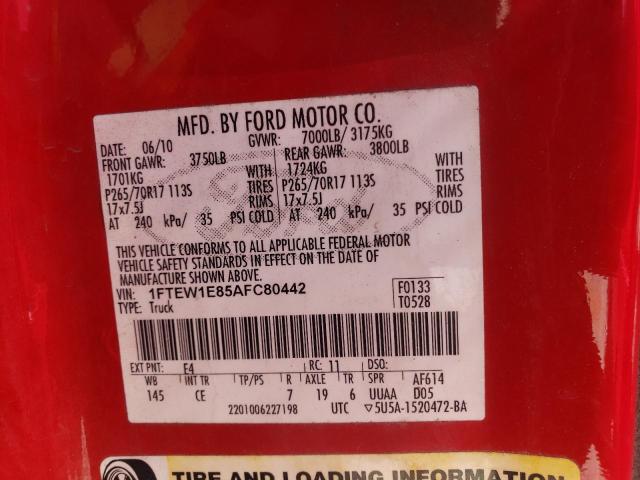 MFD. BY FORD MOTOR CO.
DATE: 06/10 GVWR: 7000LB/ 3175KG
FRONT GAWR: 3750LB REAR GAWR: 3800LB
1701KG WITH 1724KG WITH
P265/70R17 113S TIRES P265/70R17 113S TIRES
17x7.5J RIMS 17x7.5J RIMS
AT 240 kPa/ 35 PSI COLD AT 240 kPa/ 35 PSI COLD
Ford
THIS VEHICLE CONFORMS TO ALL APPLICABLE FEDERAL MOTOR
VEHICLE SAFETY STANDARDS IN EFFECT ON THE DATE OF
MANUFACTURE SHOWN ABOVE.
VIN: 1FTEW1E85AFC80442 F0133
TYPE: Truck T0528
EXT PNT: E4 RC: 11 DSO:
WB INT TR TP/PS R AXLE TR SPR AF614
145 CE 7 19 6 UUAA D05
2201006227198 UTC ▽5U5A-1520472-BA
TIRE AND LOADING INFORMATION